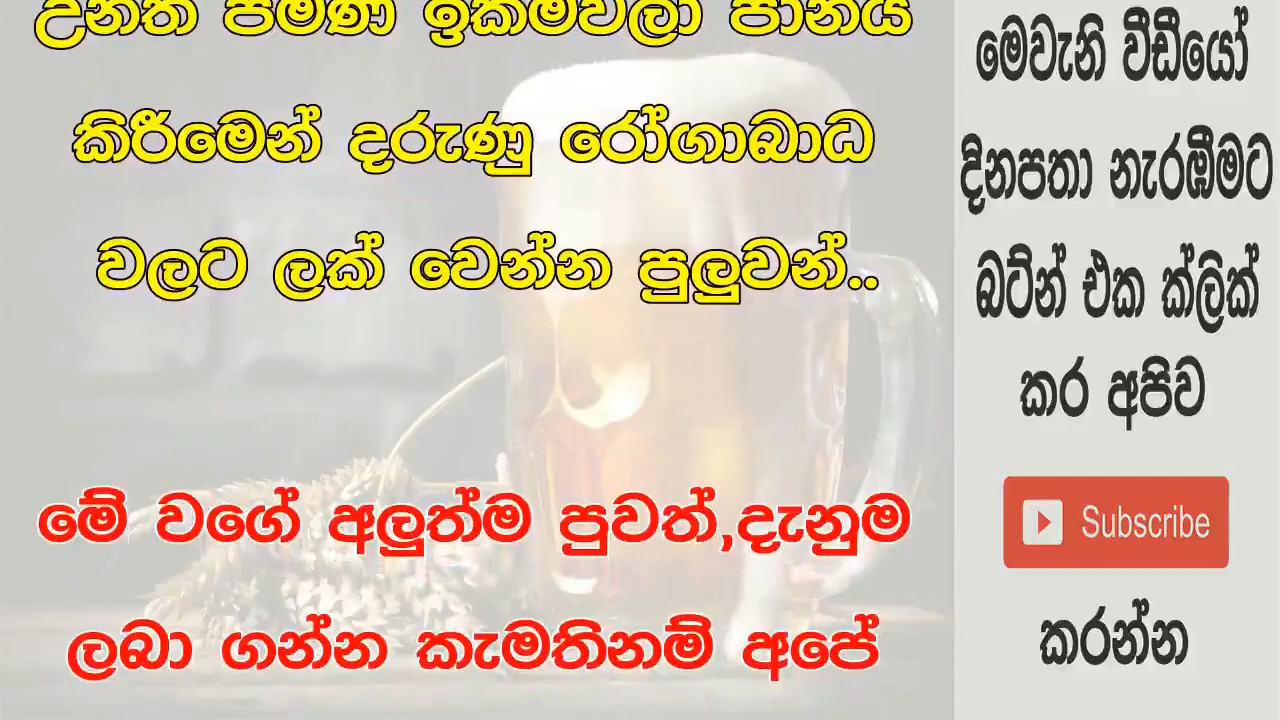 උනත් පමණ ඉක්මවලා පානය
කිරීමෙන් දරුණු රෝගාබාධ
වලට ලක් වෙන්න පුලුවන්..
මේ වගේ අලුත්ම පුවත්,දැනුම
ලබා ගන්න කැමතිනම් අපේ
මෙවැනි වීඩියෝ
දිනපතා නැරඹීමට
බටන් එක ක්ලික්
කර අපිව
Subscribe
කරන්න